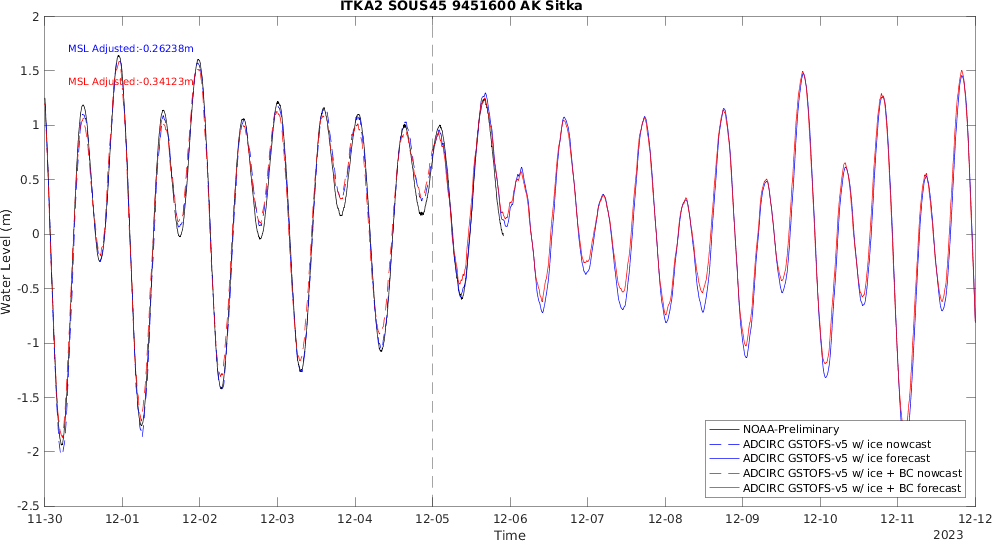 ITKA2 SOUS45 9451600 AK Sitka
MSL Adjusted:-0.26238m
MSL Adjusted:-0.34123m
Water Level (m)
2
1.5
1
0.5
0
-0.5
-1
-1.5
-2
-2.5
11-30
12-01
12-02
12-03
12-04
12-05
12-06
12-07
12-08
12-09
12-10
12-11
12-12
Time
2023
NOAA-Preliminary
ADCIRC GSTOFS-v5 w/ ice nowcast
ADCIRC GSTOFS-v5 w/ ice forecast
ADCIRC GSTOFS-v5 w/ ice + BC nowcast
ADCIRC GSTOFS-v5 w/ ice + BC forecast